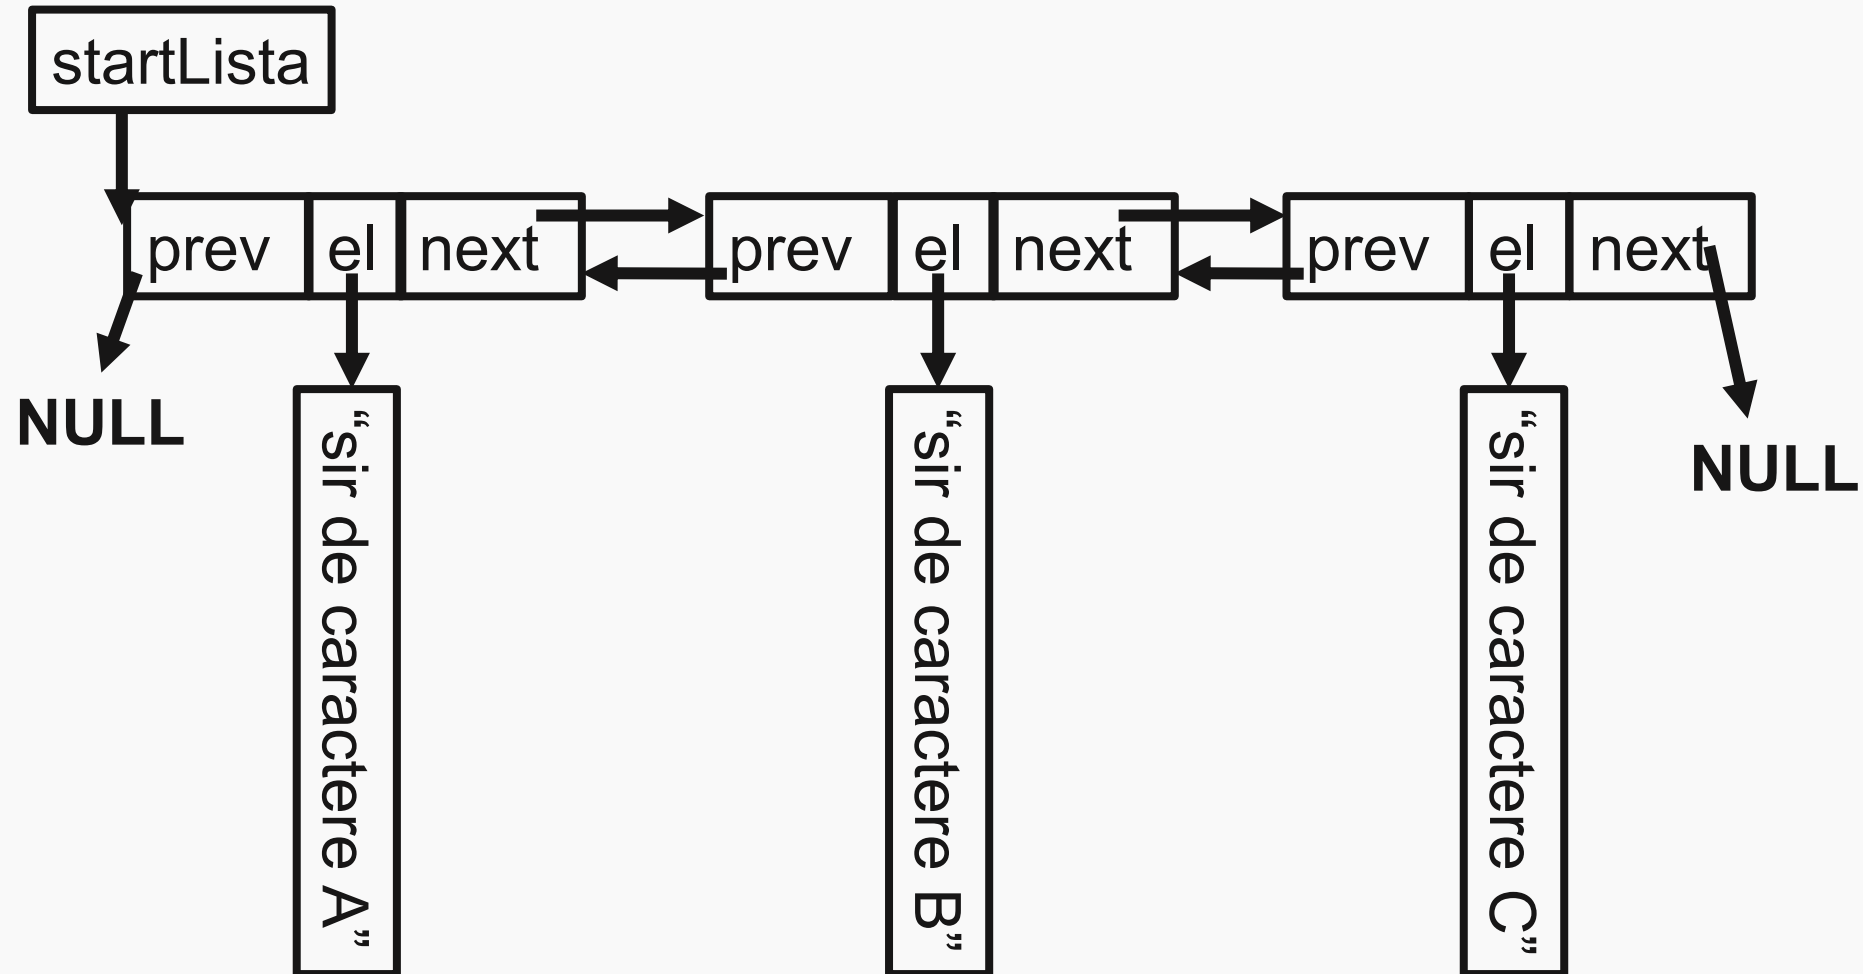 startLista
prev el next
prev el next
prev el next
NULL
NULL
“sir de caractere A”
“sir de caractere B”
“sir de caractere C”